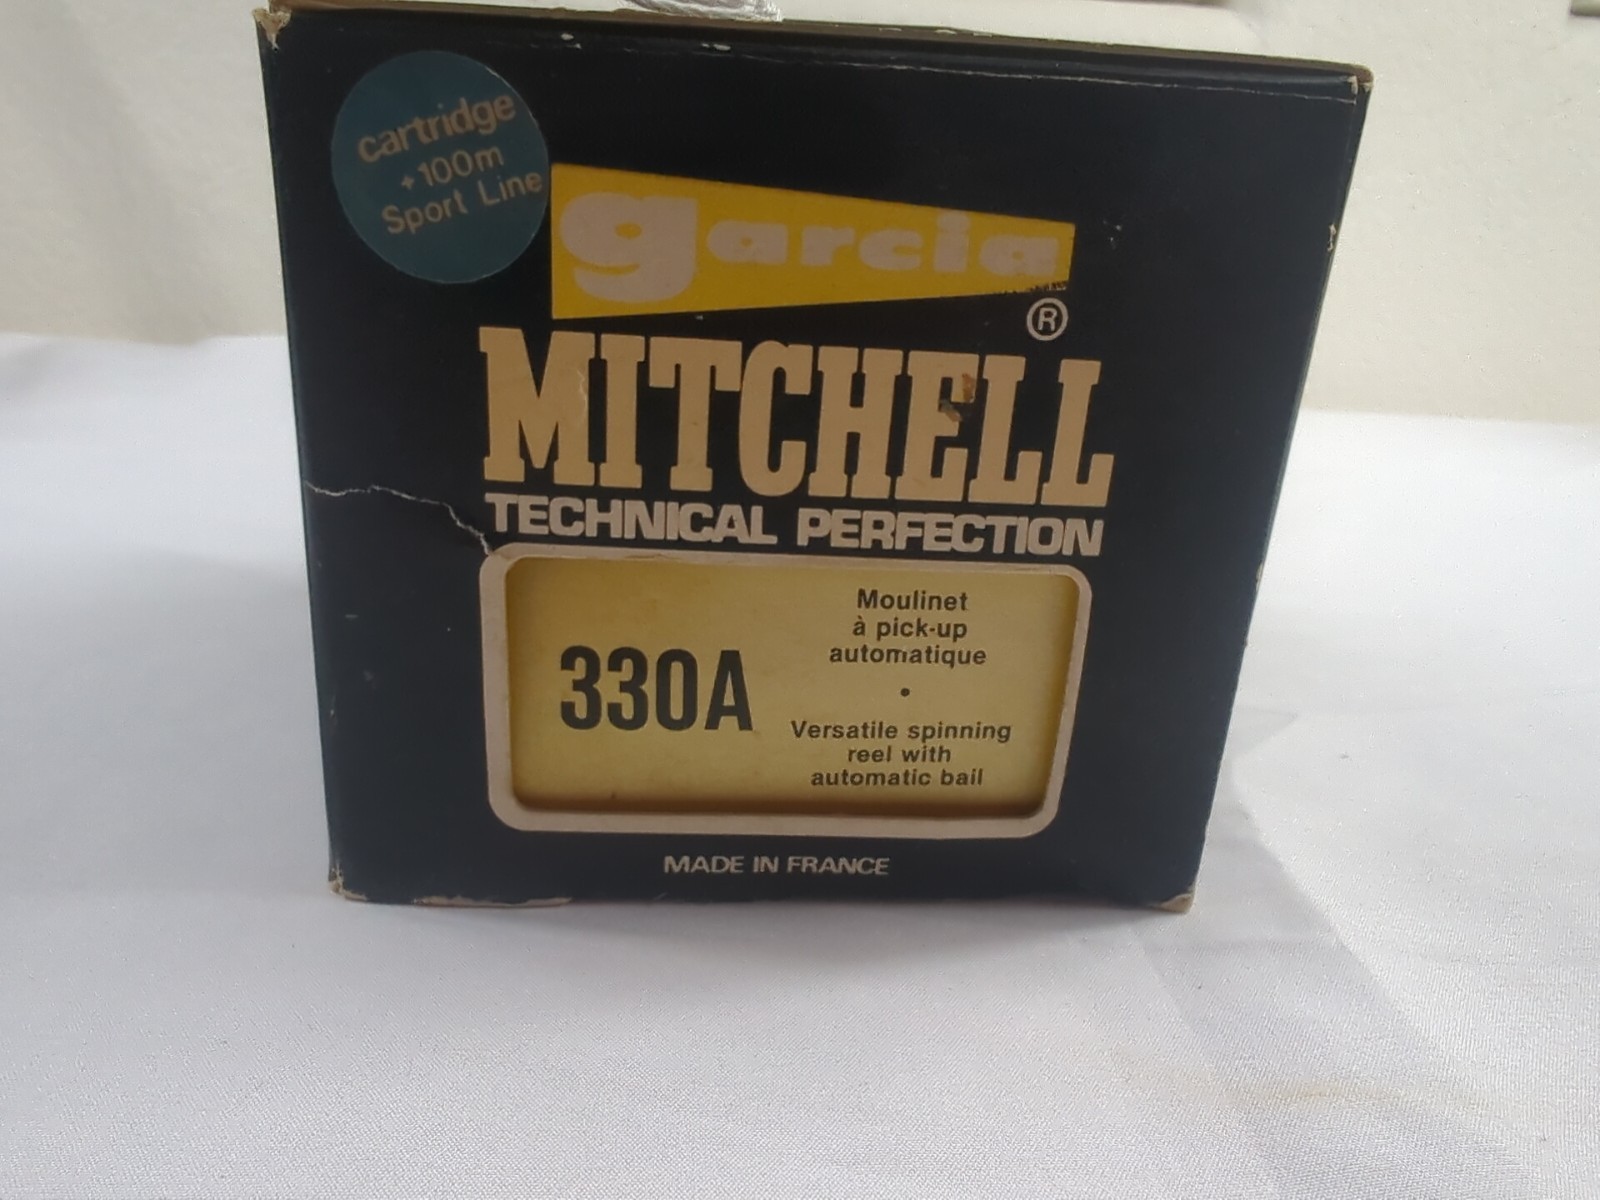 cartridge
+100m
Sport Line
garcia
®
MITCHELL
TECHNICAL PERFECTION
330A
Moulinet
à pick-up
automatique
•
Versatile spinning
reel with
automatic bail
MADE IN FRANCE